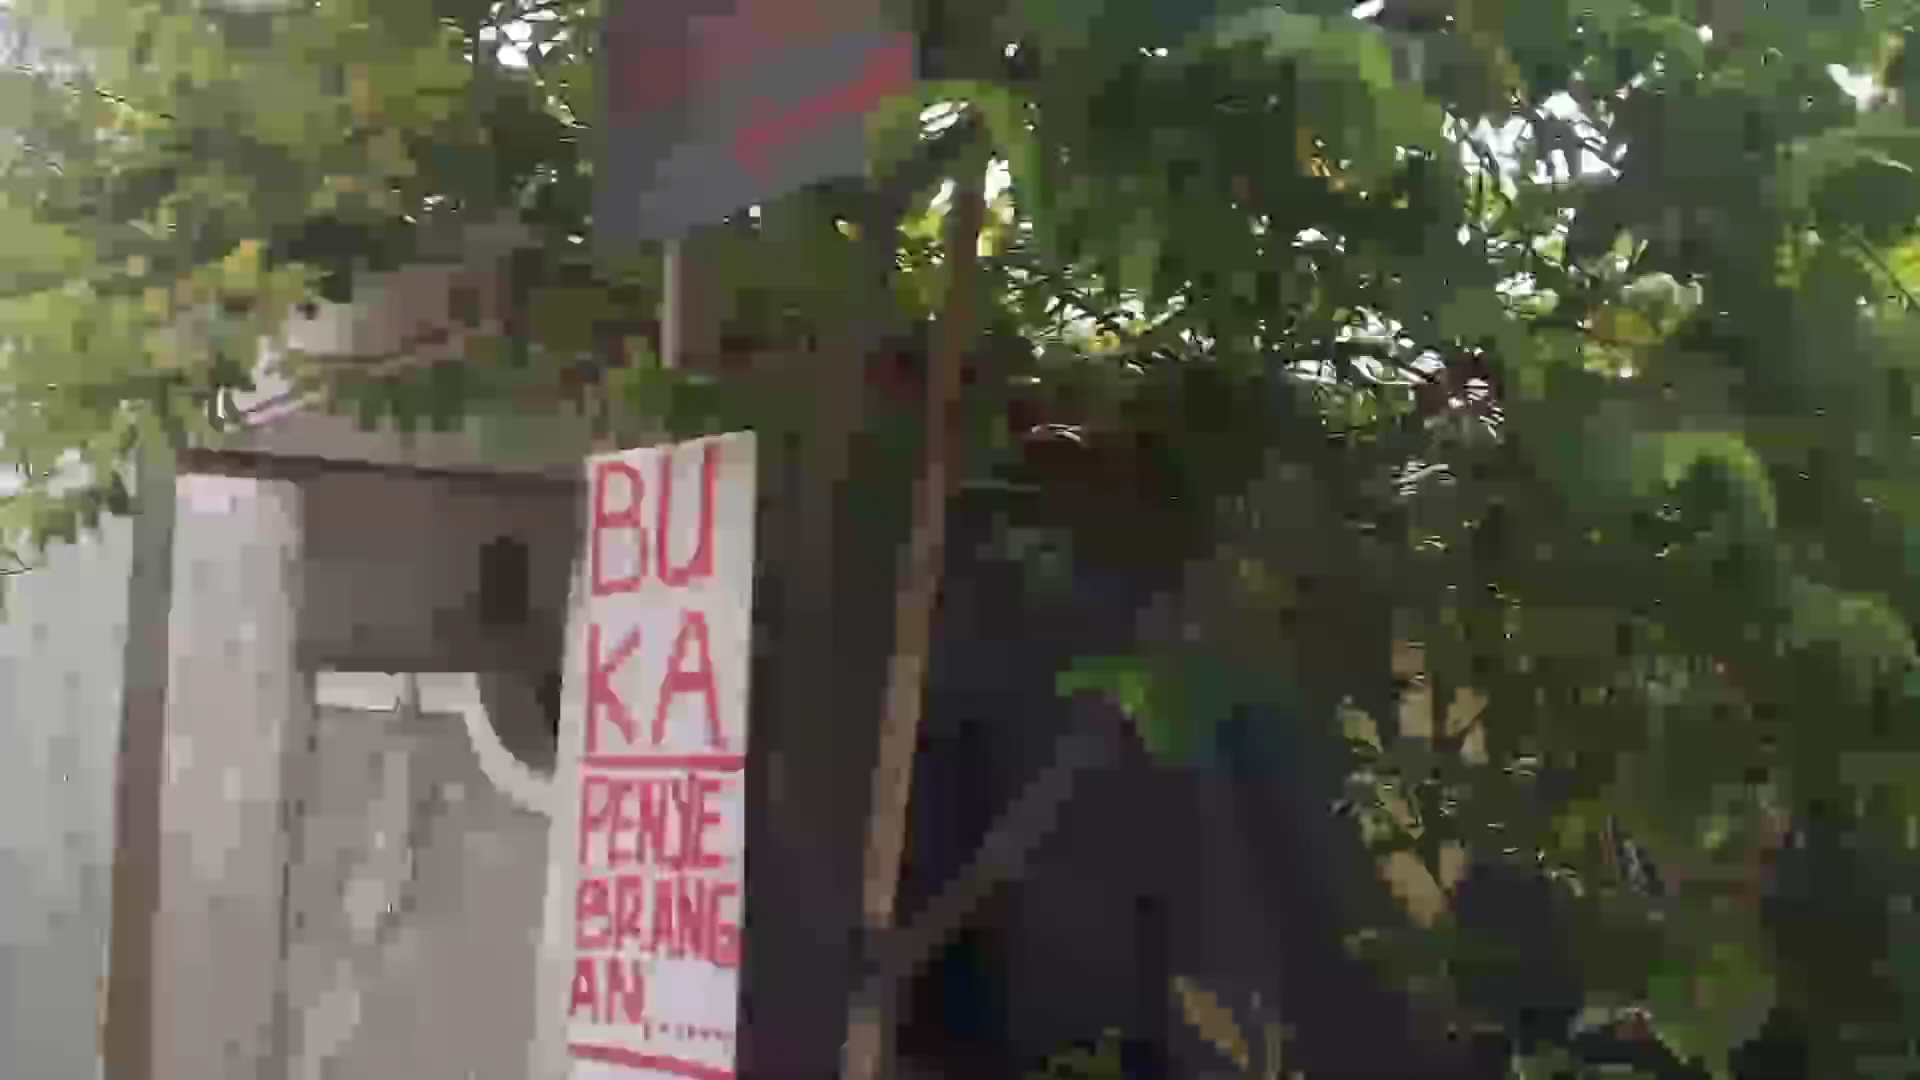 BU
KA
PENYE
BRANG
AN.......